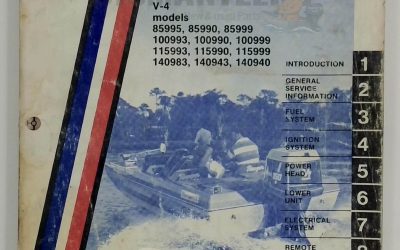 V-4
models
85995, 85990, 85999
100993, 100990, 100999
115993, 115990, 115999
140983, 140943, 140940
INTRODUCTION 1
GENERAL
SERVICE
INFORMATION 2
FUEL
SYSTEM 3
IGNITION
SYSTEM 4
POWER
HEAD 5
LOWER
UNIT 6
ELECTRICAL
SYSTEM 7
REMOTE 8